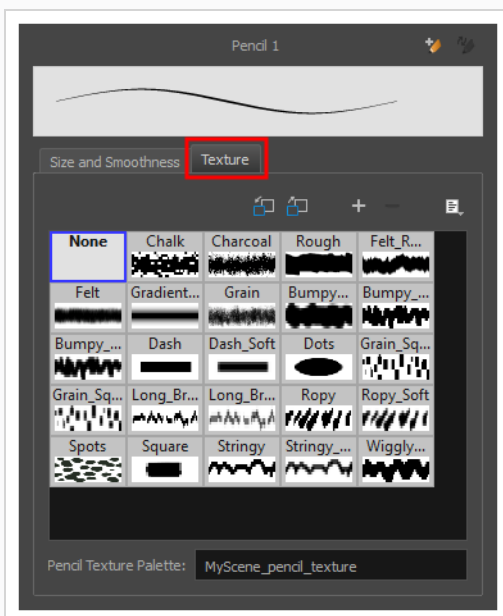 Pencil 1
Size and Smoothness Texture
None Chalk Charcoal Rough Felt_R...
Felt Gradient... Grain Bumpy... Bumpy_...
Bumpy_... Dash Dash_Soft Dots Grain_Sq...
Grain_Sq... Long_Br... Long_Br... Ropy Ropy_Soft
Spots Square Stringy Stringy_... Wiggly...
Pencil Texture Palette: MyScene_pencil_texture